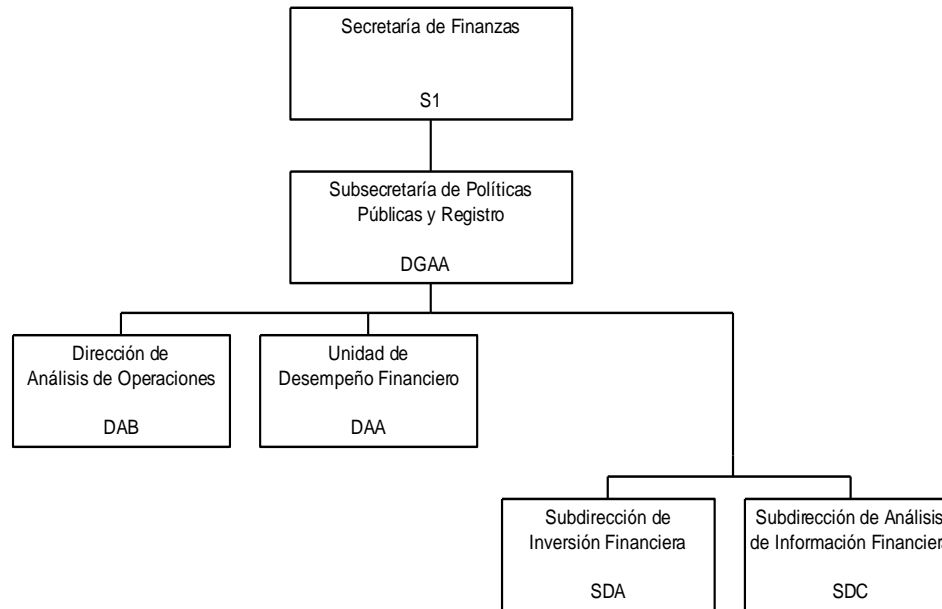 Secretaría de Finanzas
S1
Subsecretaría de Políticas
Públicas y Registro
DGAA
Dirección de
Análisis de Operaciones
DAB
Unidad de
Desempeño Financiero
DAA
Subdirección de
Inversión Financiera
SDA
Subdirección de Análisis
de Información Financier
SDC